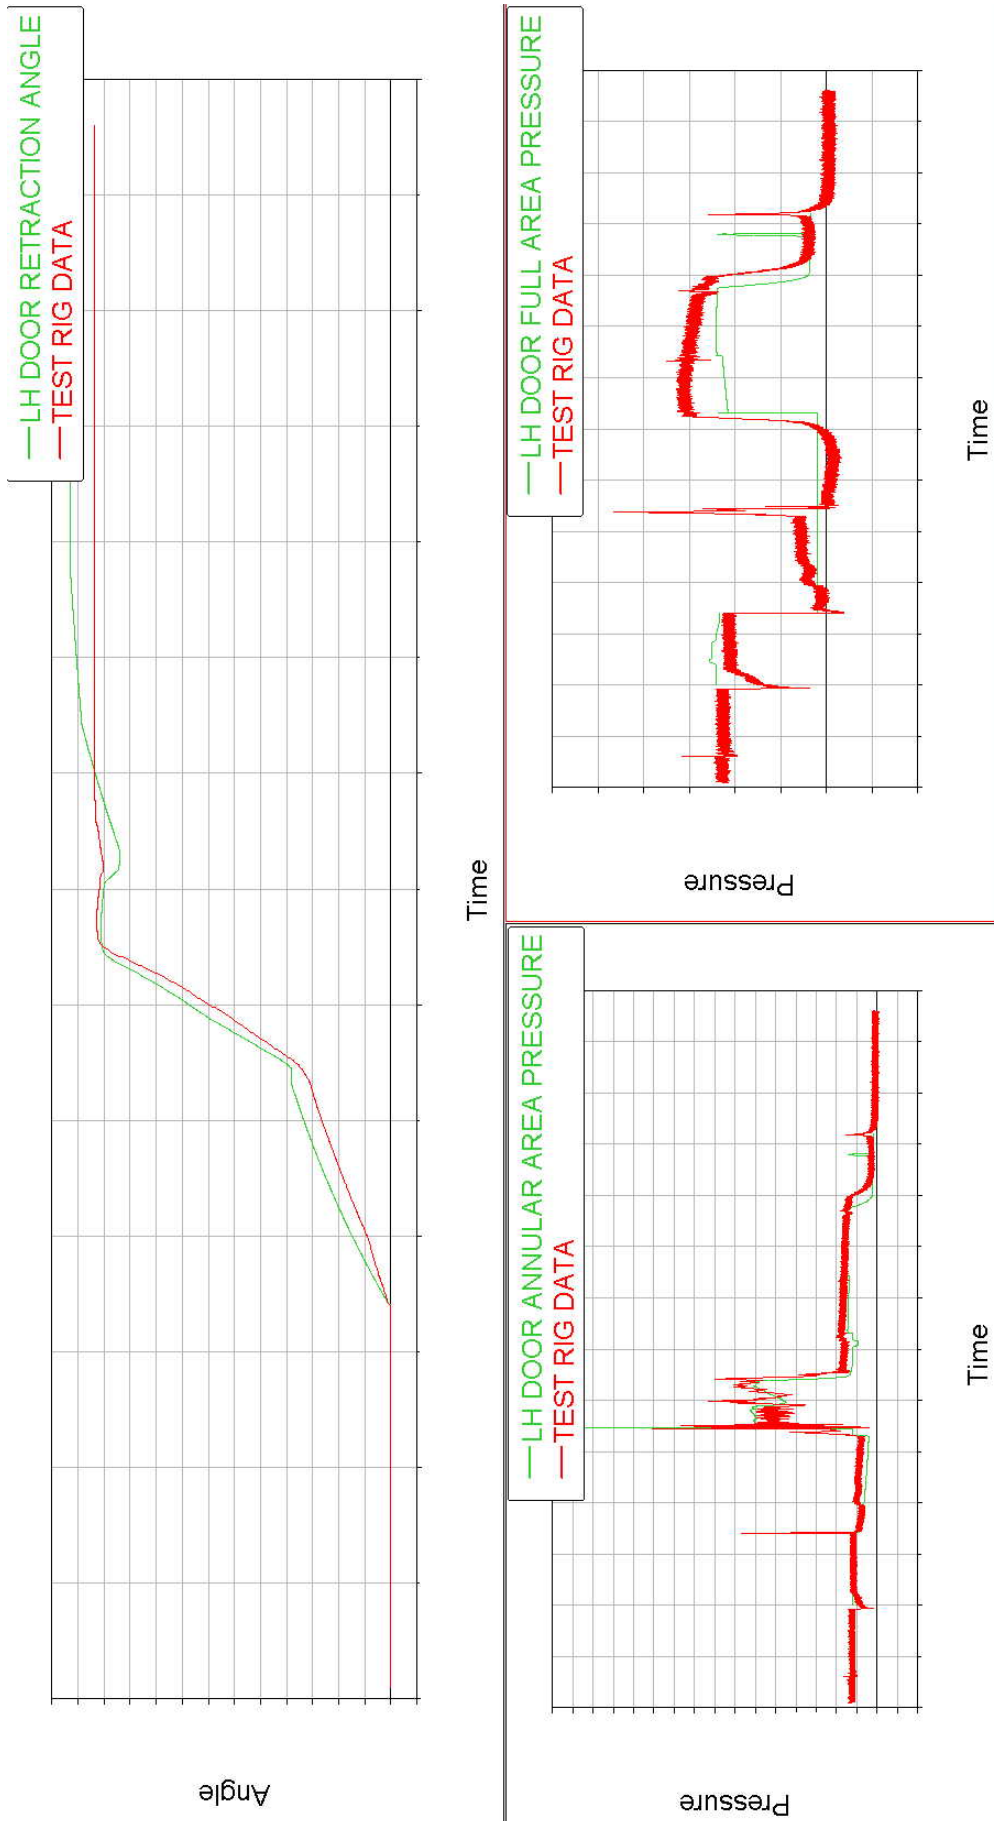 LH DOOR RETRACTION ANGLE
TEST RIG DATA
Angle
Time
LH DOOR ANNULAR AREA PRESSURE
TEST RIG DATA
Pressure
Time
LH DOOR FULL AREA PRESSURE
TEST RIG DATA
Pressure
Time